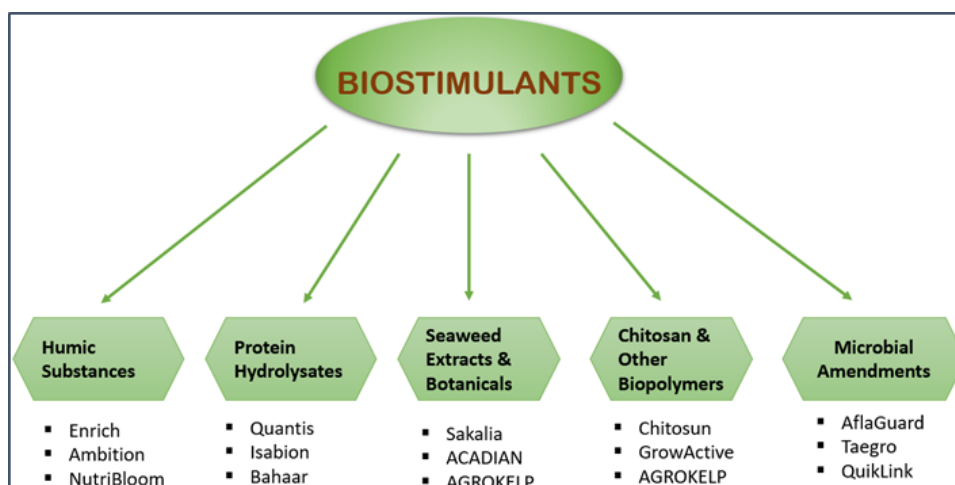 BIOSTIMULANTS
Humic
Substances
Protein
Hydrolysates
Seaweed
Extracts &
Botanicals
Chitosan &
Other
Biopolymers
Microbial
Amendments
▪ Enrich
▪ Ambition
▪ NutriBloom
▪ Quantis
▪ Isabion
▪ Bahaar
▪ Sakalia
▪ ACADIAN
▪ AGROKELP
▪ Chitosun
▪ GrowActive
▪ AGROKELP
▪ AflaGuard
▪ Taegro
▪ QuikLink